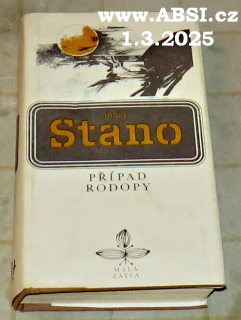 www.ABSI.cz
1.3.2025
Stano
PŘÍPAD
RODOPY
MALÁ
ŽATVA